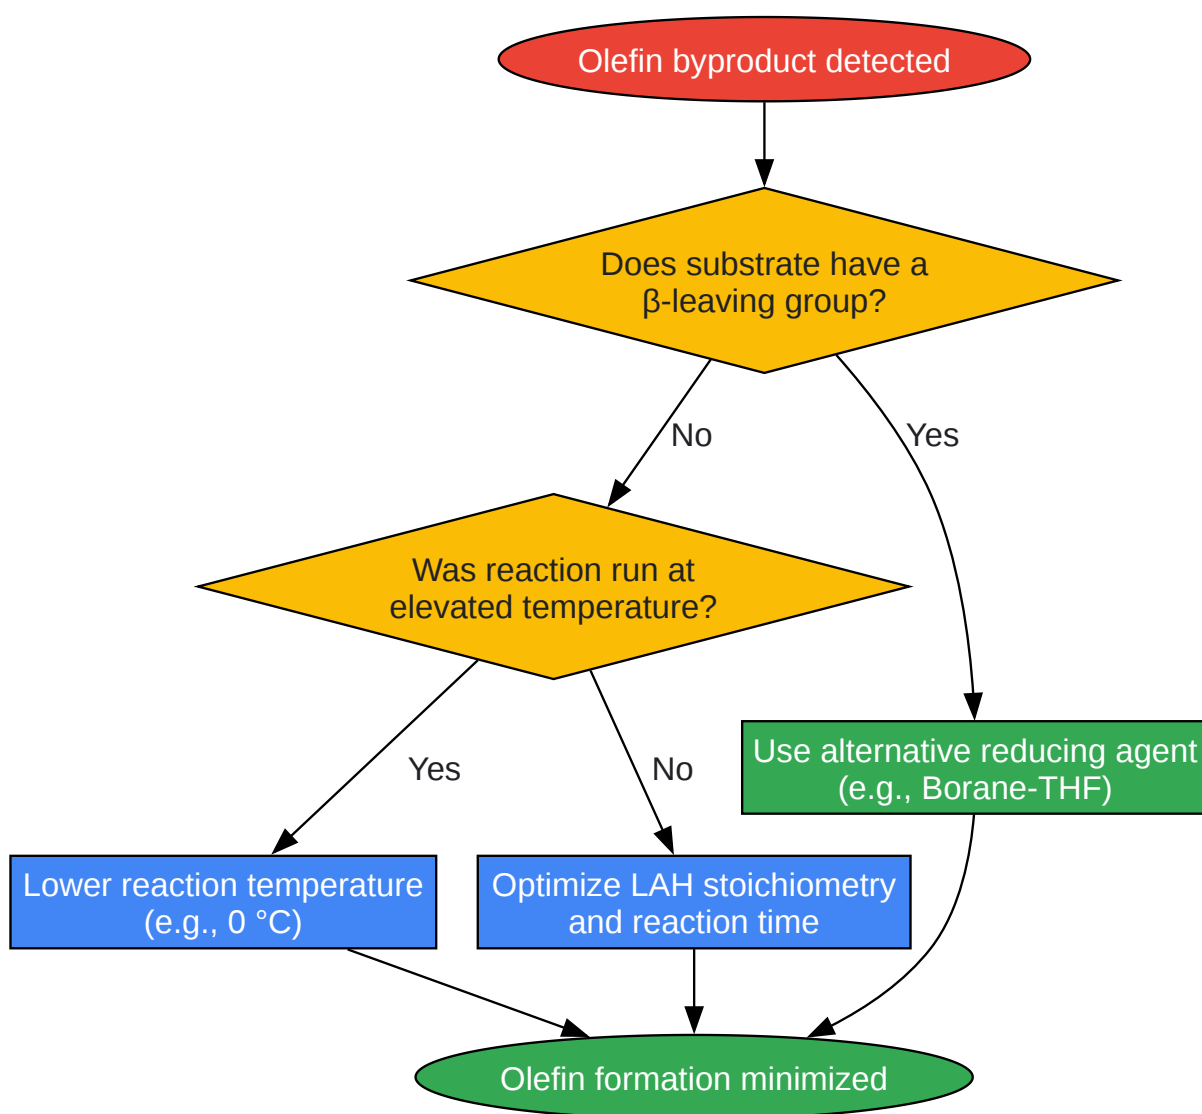 Olefin byproduct detected
Does substrate have a
β-leaving group?
No
Yes
Was reaction run at
elevated temperature?
Yes
No
Use alternative reducing agent
(e.g., Borane-THF)
Lower reaction temperature
(e.g., 0 °C)
Optimize LAH stoichiometry
and reaction time
Olefin formation minimized